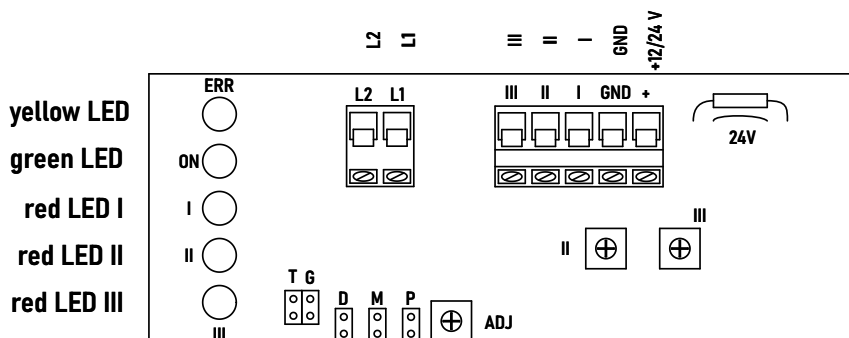 L2 L1 III II I GND +12/24 V
ERR
L2 L1 III II I GND +
yellow LED
24V
green LED ON
red LED I I
III
red LED II II II
T G
red LED III D M P
ADJ
III